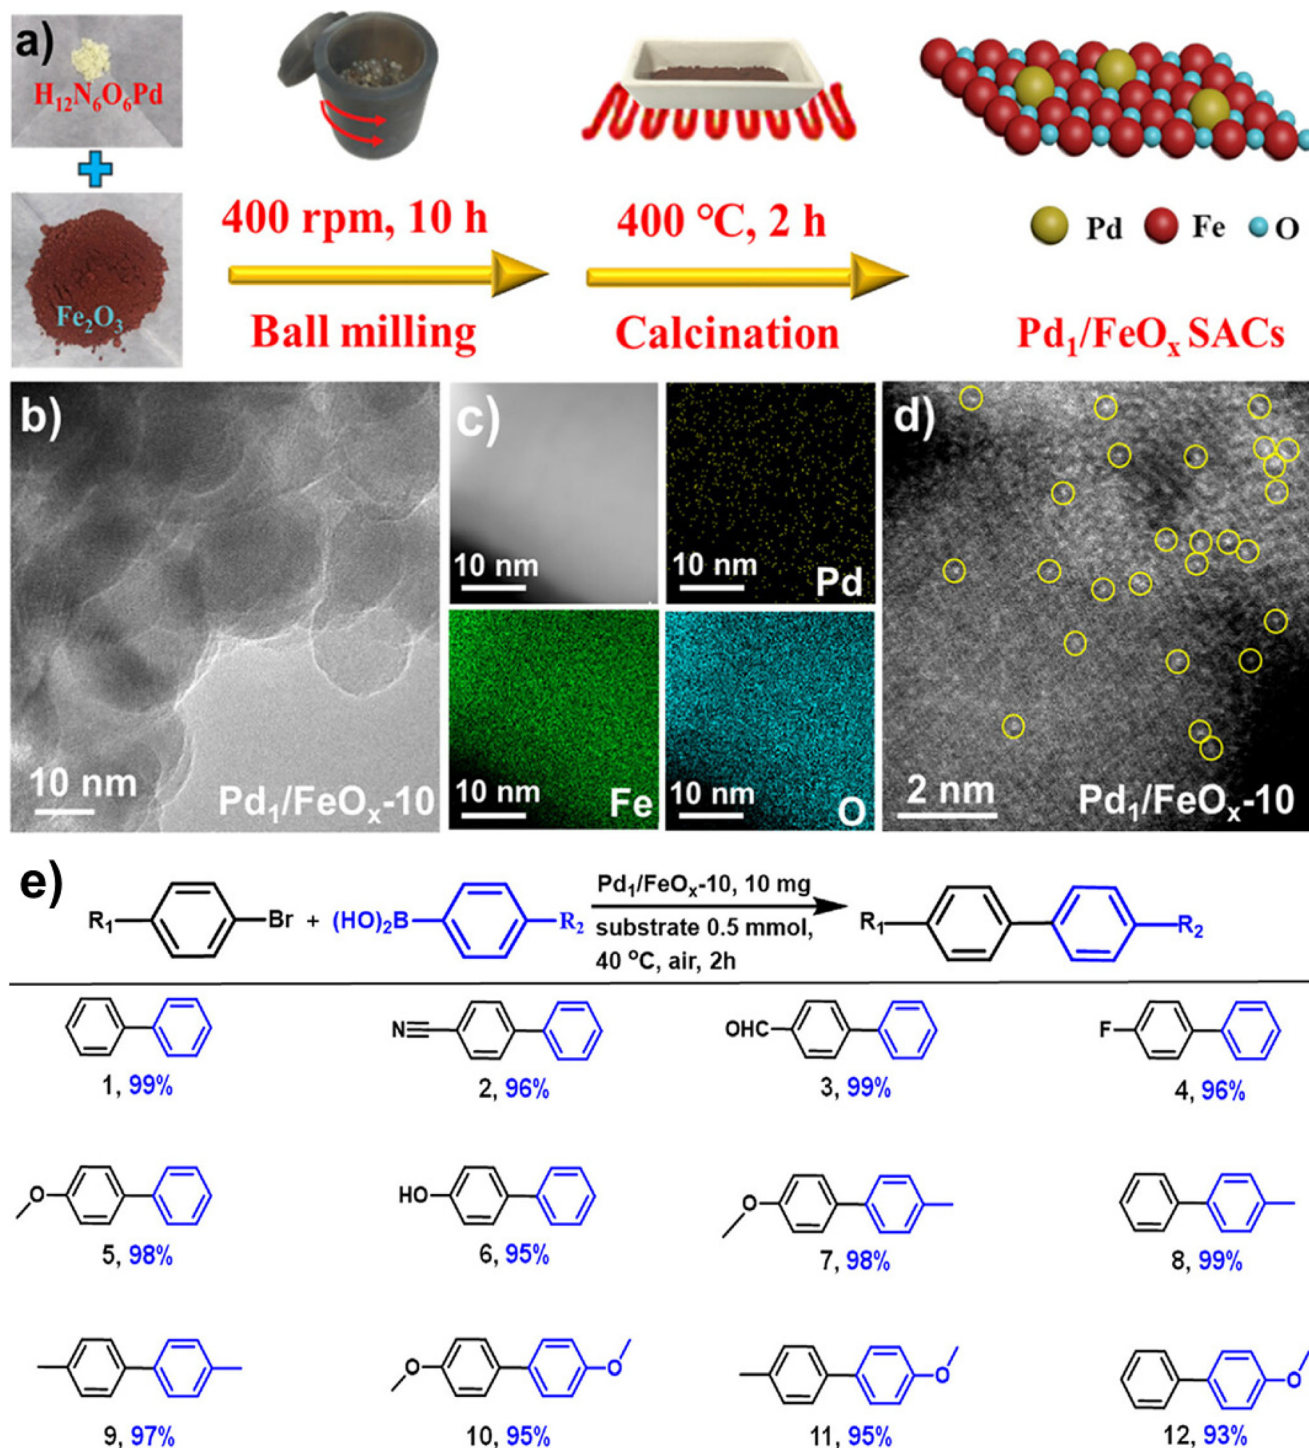 a)
H₁₂N₆O₆Pd
Fe₂O₃
400 rpm, 10 h
Ball milling
400 °C, 2 h
Calcination
Pd Fe O
Pd₁/FeOₓ SACs
b)
10 nm
Pd₁/FeOₓ-10
c)
10 nm
10 nm
Pd
10 nm
Fe
10 nm
O
d)
2 nm
Pd₁/FeOₓ-10
e)
R₁ Br + (HO)₂B R₂
Pd₁/FeOₓ-10, 10 mg
substrate 0.5 mmol,
40 °C, air, 2h
R₁ R₂
N OHC F
1, 99% 2, 96% 3, 99% 4, 96%
O HO O
5, 98% 6, 95% 7, 98% 8, 99%
O O O O
9, 97% 10, 95% 11, 95% 12, 93%